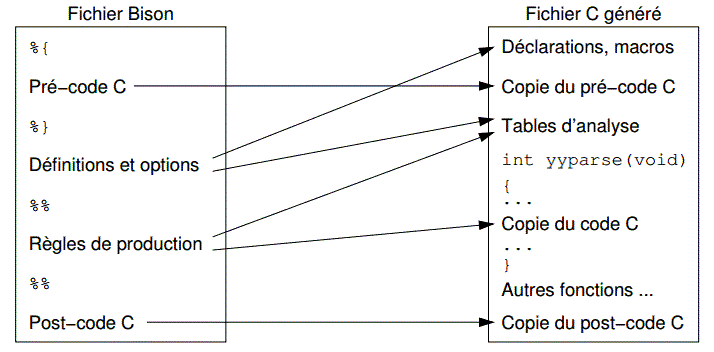 Fichier Bison
%{
Pré−code C
%}
Définitions et options
%%
Règles de production
%%
Post−code C
Fichier C généré
Déclarations, macros
Copie du pré−code C
Tables d'analyse
int yyparse(void)
{
...
Copie du code C
...
}
Autres fonctions ...
Copie du post−code C